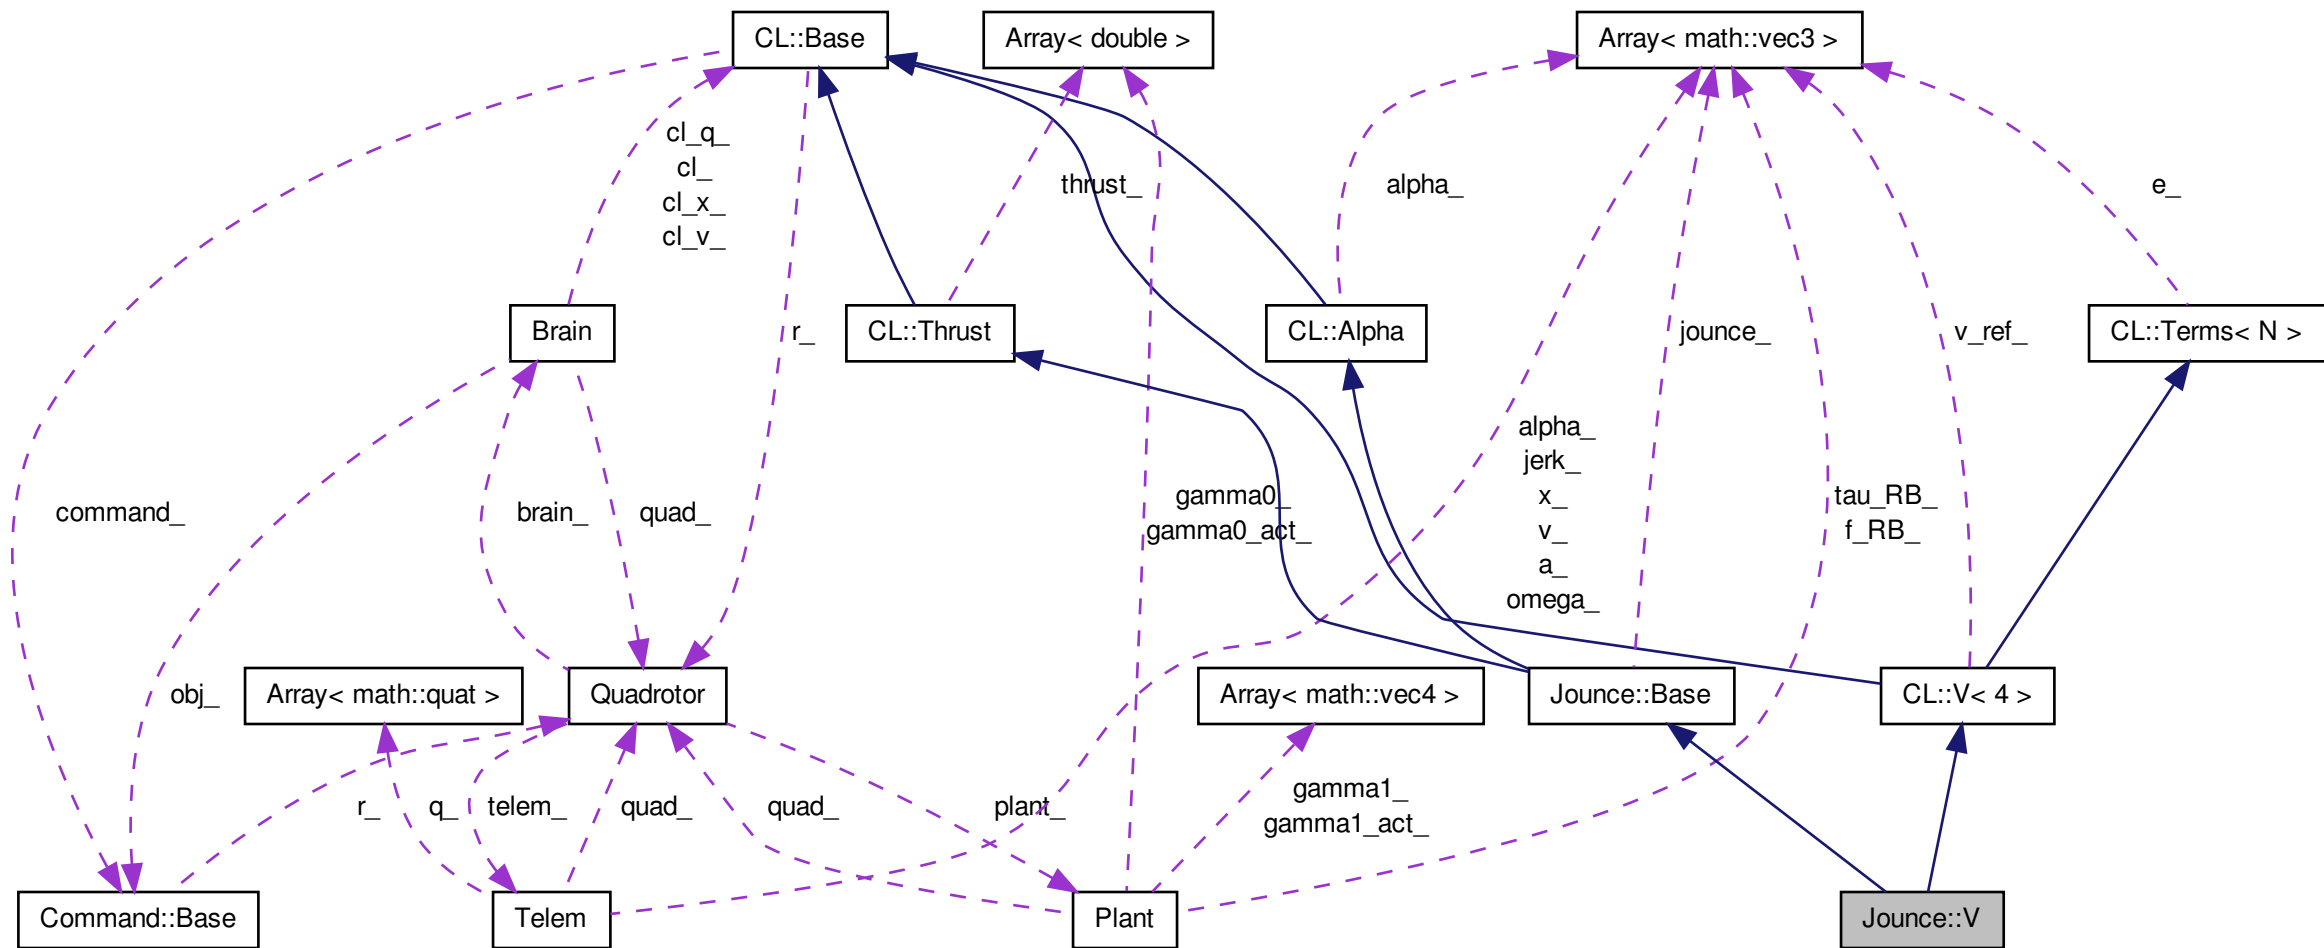 CL::Base
Array< double >
Array< math::vec3 >
cl_q_
cl_
cl_x_
cl_v_
thrust_
alpha_
e_
Brain
r_
CL::Thrust
CL::Alpha
jounce_
v_ref_
CL::Terms< N >
command_
brain_
quad_
gamma0_
gamma0_act_
alpha_
jerk_
x_
v_
a_
omega_
tau_RB_
f_RB_
obj_
Array< math::quat >
Quadrotor
Array< math::vec4 >
Jounce::Base
CL::V< 4 >
r_
q_
telem_
quad_
quad_
plant_
gamma1_
gamma1_act_
Command::Base
Telem
Plant
Jounce::V